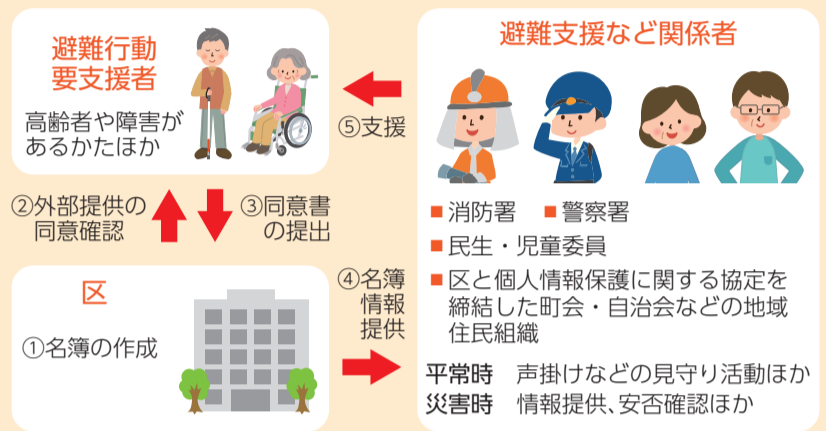 避難行動
要支援者
高齢者や障害が
あるかたほか
②外部提供の
同意確認
③同意書
の提出
区
①名簿の作成
④名簿
情報
提供
⑤支援
避難支援など関係者
■ 消防署 ■ 警察署
■ 民生・児童委員
■ 区と個人情報保護に関する協定を
締結した町会・自治会などの地域
住民組織
平常時 声掛けなどの見守り活動ほか
災害時 情報提供、安否確認ほか